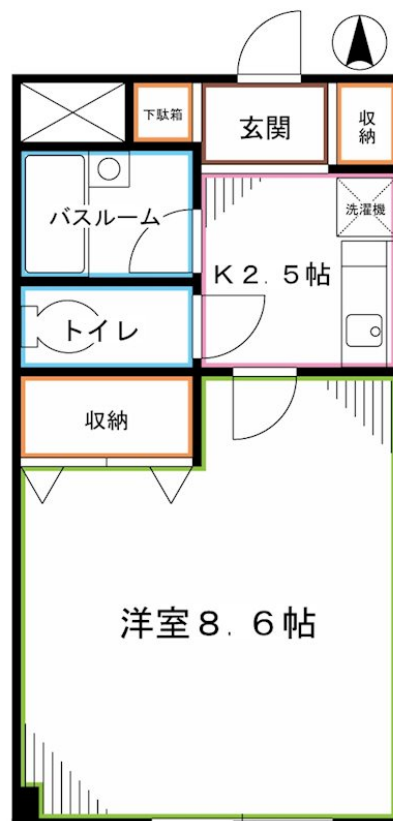 下駄箱
玄関
収納
バスルーム
洗濯機
K2.5帖
トイレ
収納
洋室8.6帖